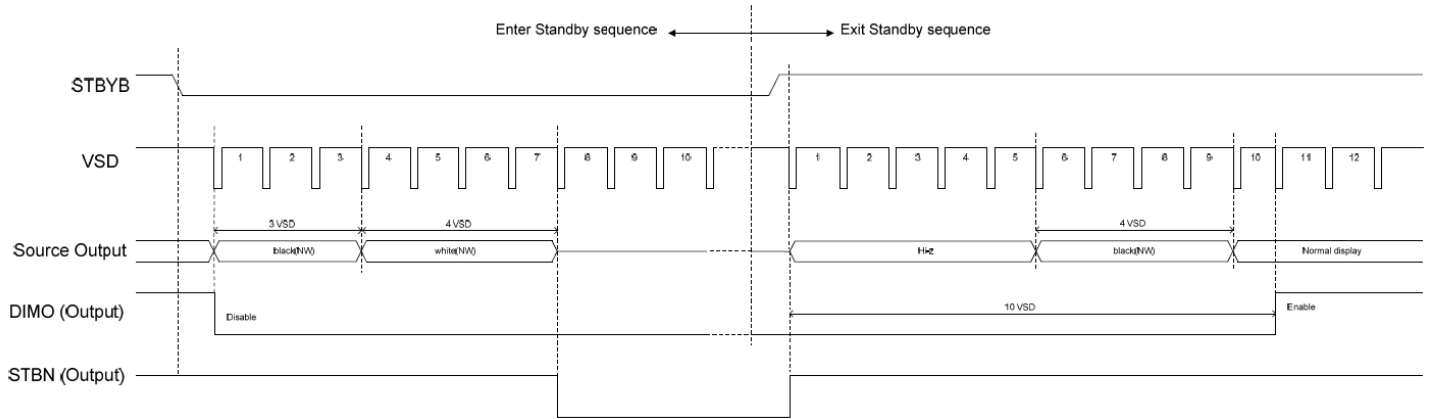 Enter Standby sequence Exit Standby sequence
STBYB
VSD 1 2 3 4 5 6 7 8 9 10 1 2 3 4 5 6 7 8 9 10 11 12
3 VSD 4 VSD 4 VSD
Source Output black(NW) white(NW) Hi-z black(NW) Normal display
DIMO (Output) Disable 10 VSD Enable
STBN (Output)